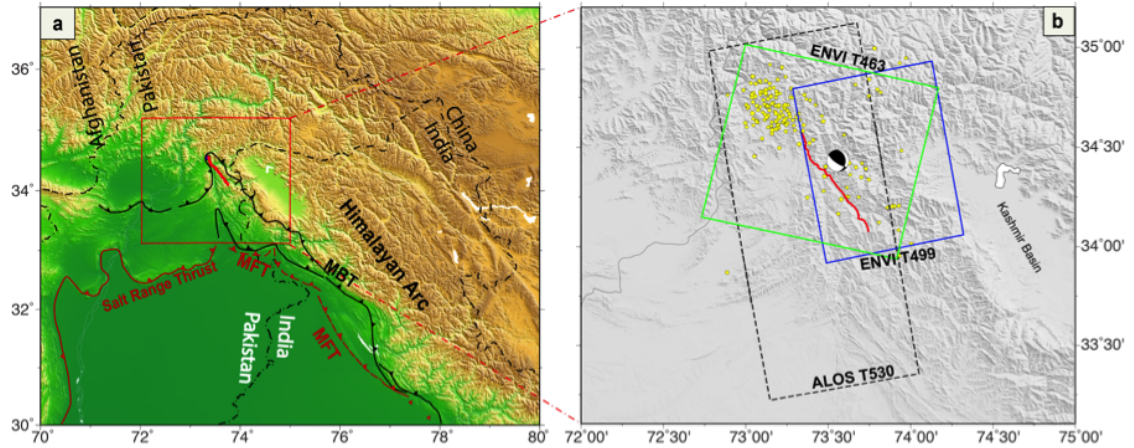 a
36°
34°
32°
30°
70°
72°
74°
76°
78°
80°
Afghanistan
Pakistan
China
India
Himalayan Arc
MBT
MFT
Salt Range Thrust
MFT
India
Pakistan
b
ENVI T463
ENVI T499
ALOS T530
Kashmir Basin
35°00'
34°30'
34°00'
33°30'
72°00'
72°30'
73°00'
73°30'
74°00'
74°30'
75°00'